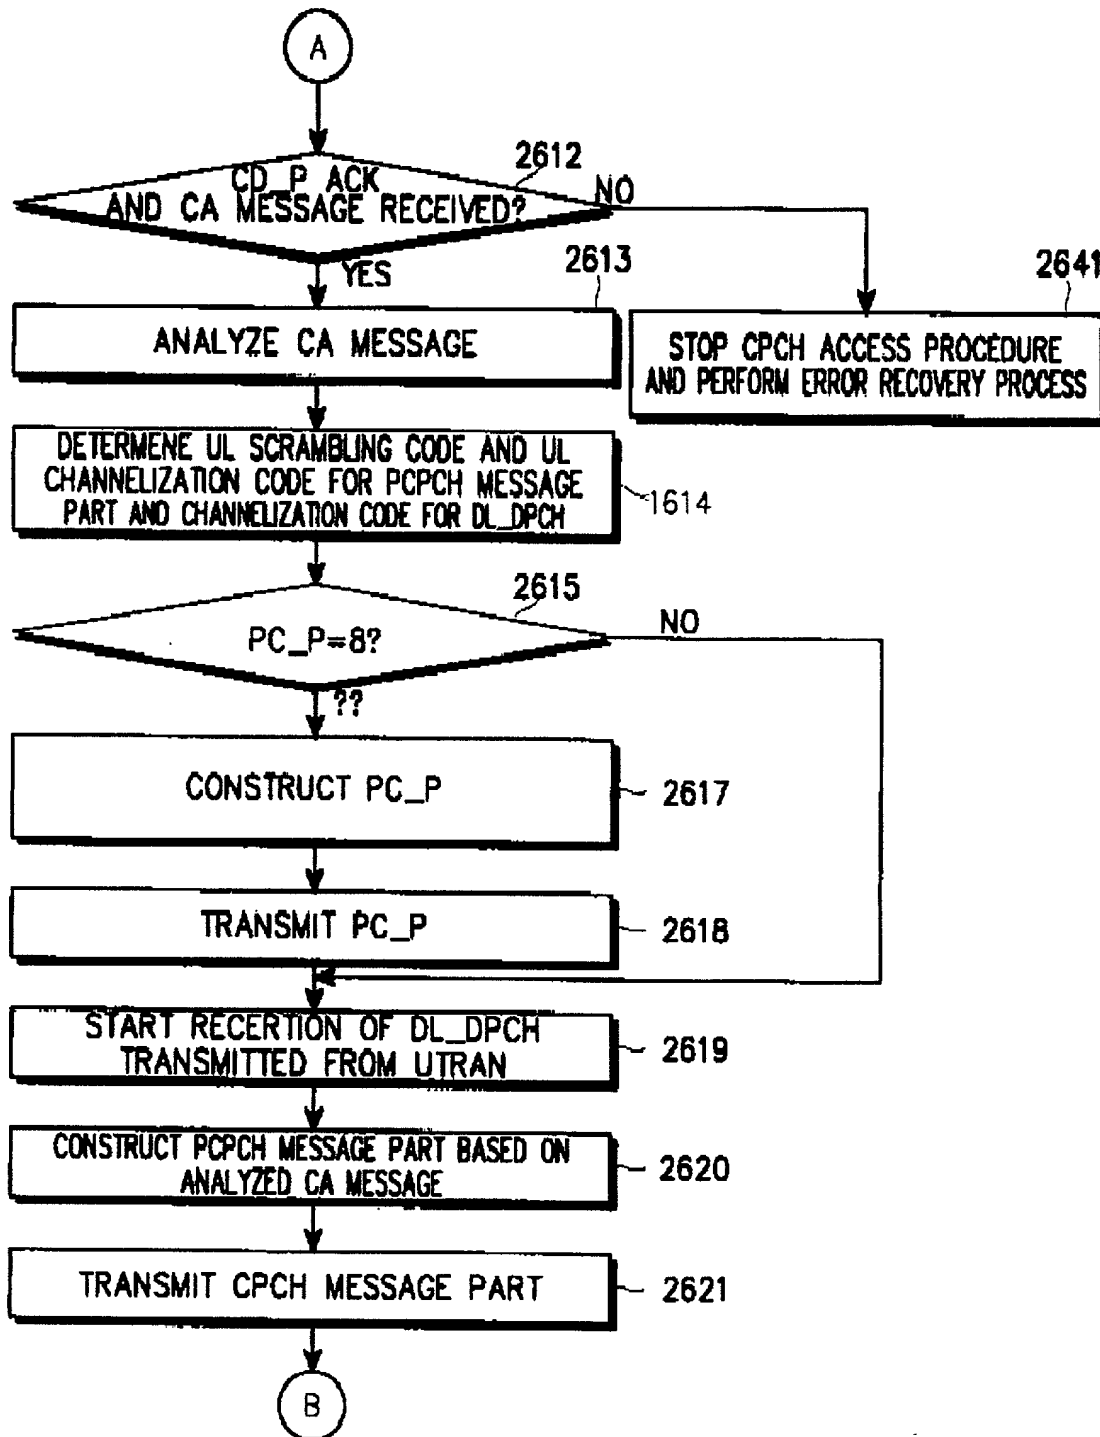 A
2612
CD_P ACK
AND CA MESSAGE RECEIVED?
NO
YES
2613
2641
ANALYZE CA MESSAGE
STOP CPCH ACCESS PROCEDURE
AND PERFORM ERROR RECOVERY PROCESS
DETERMENE UL SCRAMBLING CODE AND UL
CHANNELIZATION CODE FOR PCPCH MESSAGE
PART AND CHANNELIZATION CODE FOR DL_DPCH
1614
2615
PC_P=8?
NO
??
CONSTRUCT PC_P
2617
TRANSMIT PC_P
2618
START RECERTION OF DL_DPCH
TRANSMITTED FROM UTRAN
2619
CONSTRUCT PCPCH MESSAGE PART BASED ON
ANALYZED CA MESSAGE
2620
TRANSMIT CPCH MESSAGE PART
2621
B